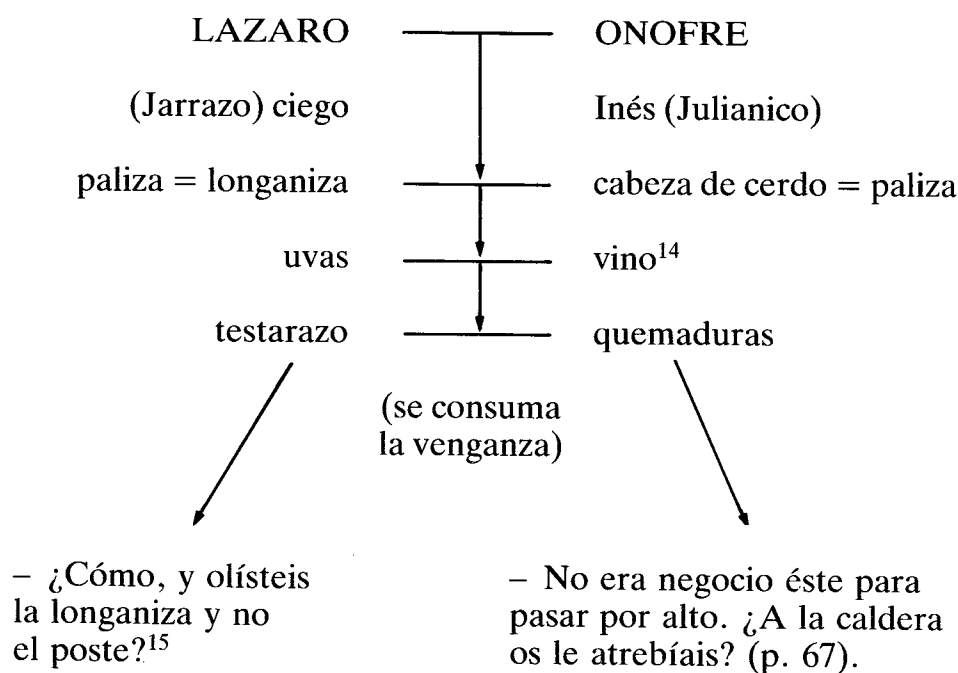 LAZARO ONOFRE
(Jarrazo) ciego Inés (Julianico)
paliza = longaniza cabeza de cerdo = paliza
uvas vino14
testarazo quemaduras
(se consuma
la venganza)
– ¿Cómo, y olísteis
la longaniza y no
el poste?15
– No era negocio éste para
pasar por alto. ¿A la caldera
os le atrebíais? (p. 67).